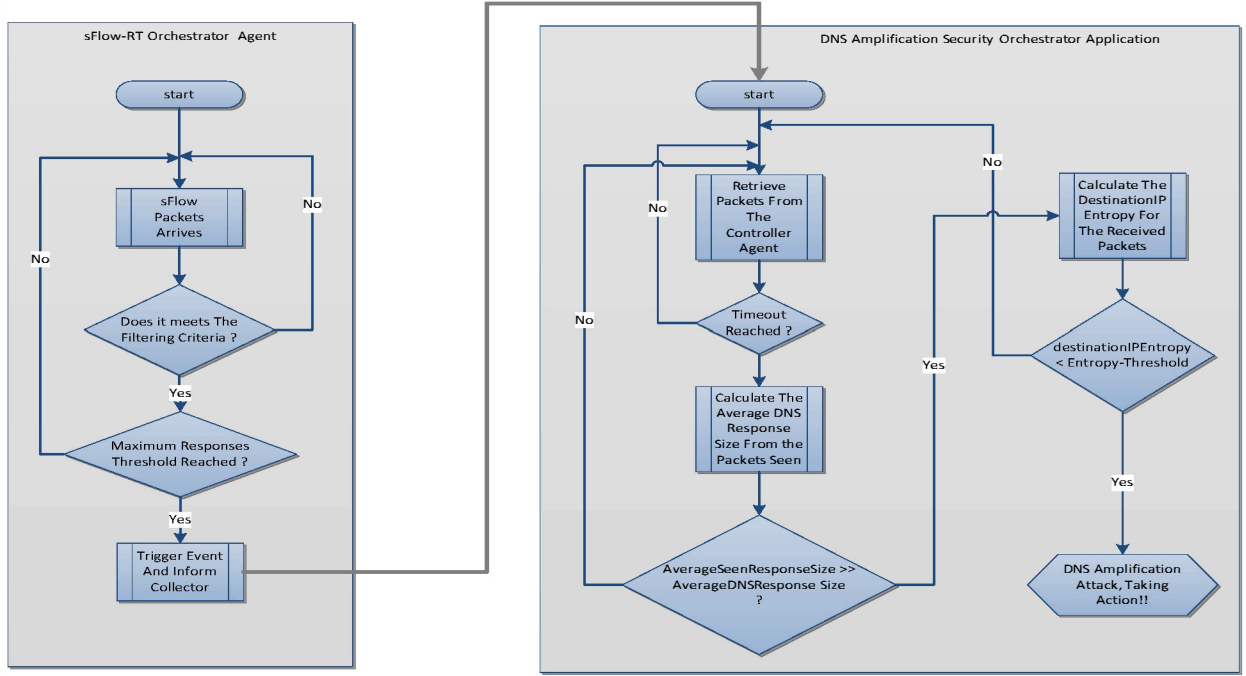 sFlow-RT Orchestrator Agent
start
sFlow
Packets
Arrives
No
No
Does it meets The
Filtering Criteria ?
Yes
Maximum Responses
Threshold Reached ?
Yes
Trigger Event
And Inform
Collector
DNS Amplification Security Orchestrator Application
start
Retrieve
Packets From
The
Controller
Agent
No
No
Timeout
Reached ?
Calculate The
Average DNS
Response
Size From the
Packets Seen
AverageSeenResponseSize >>
AverageDNSResponse Size
?
Yes
No
Calculate The
DestinationIP
Entropy For
The Received
Packets
destinationIPEntropy
< Entropy-Threshold
Yes
DNS Amplification
Attack, Taking
Action!!